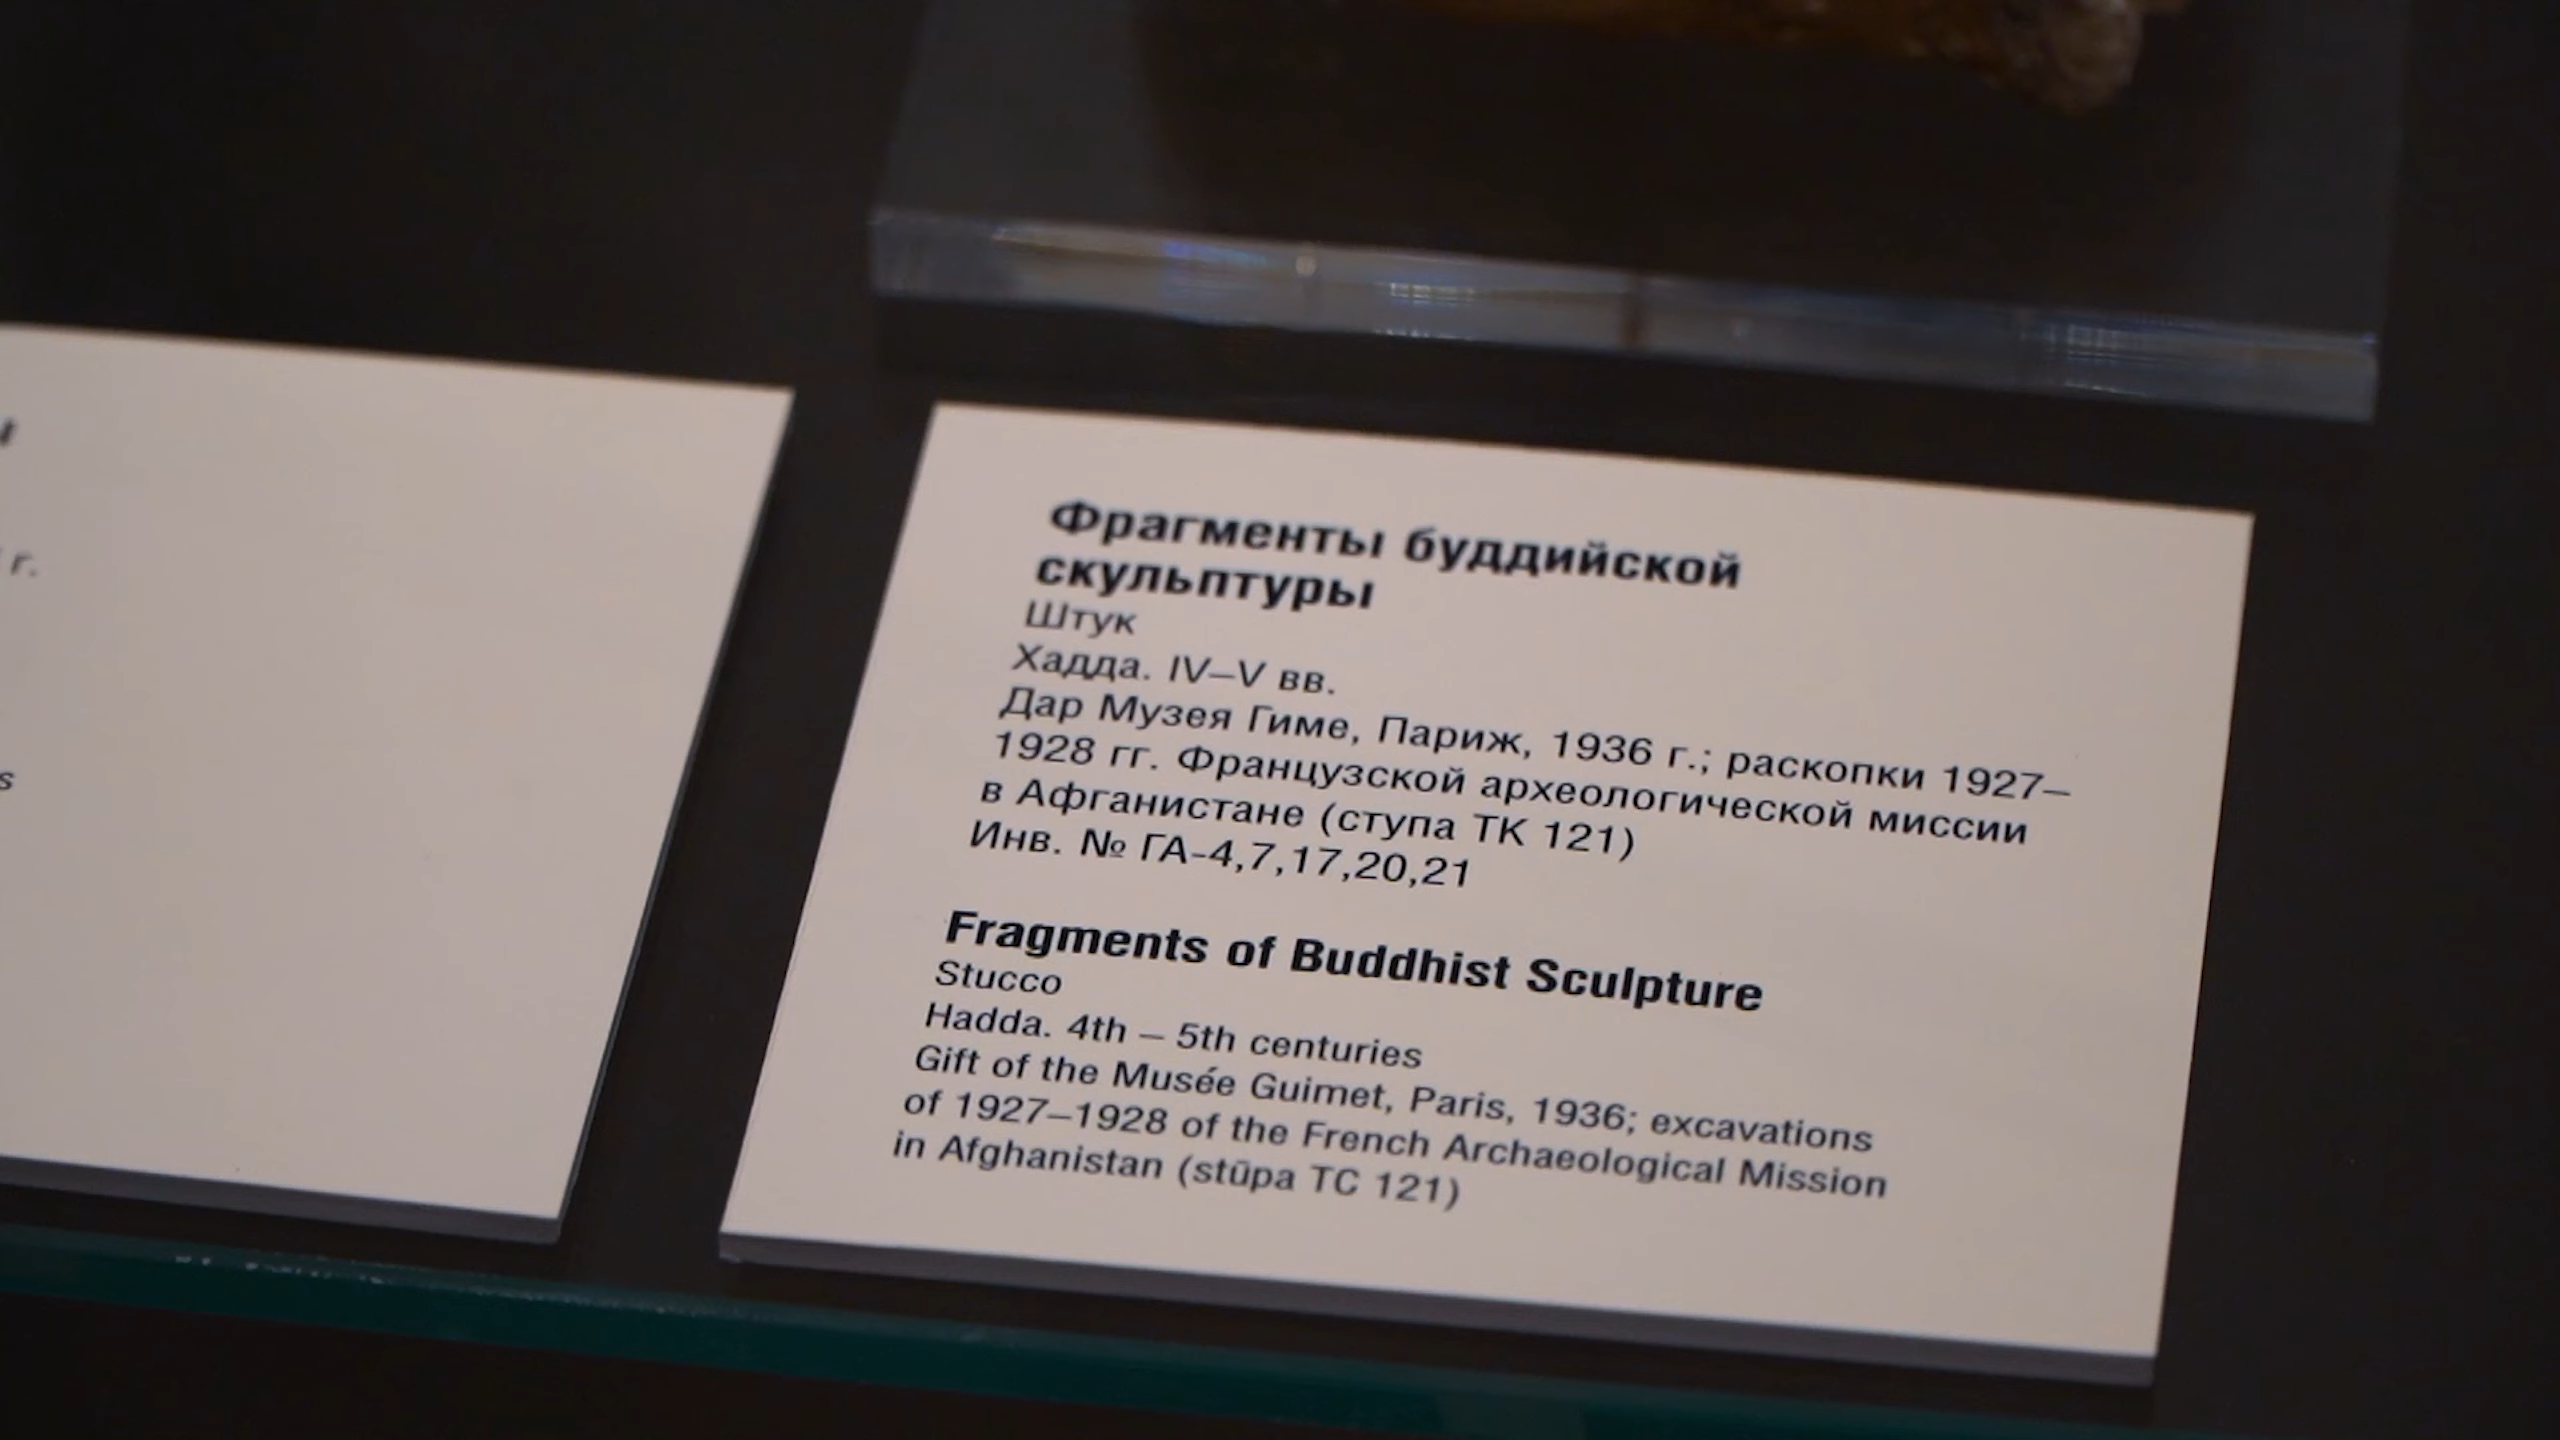 г.
s
Фрагменты буддийской
скульптуры
Штук
Хадда. IV–V вв.
Дар Музея Гиме, Париж, 1936 г.; раскопки 1927–
1928 гг. Французской археологической миссии
в Афганистане (ступа ТК 121)
Инв. № ГА-4,7,17,20,21
Fragments of Buddhist Sculpture
Stucco
Hadda. 4th – 5th centuries
Gift of the Musée Guimet, Paris, 1936; excavations
of 1927–1928 of the French Archaeological Mission
in Afghanistan (stūpa TC 121)